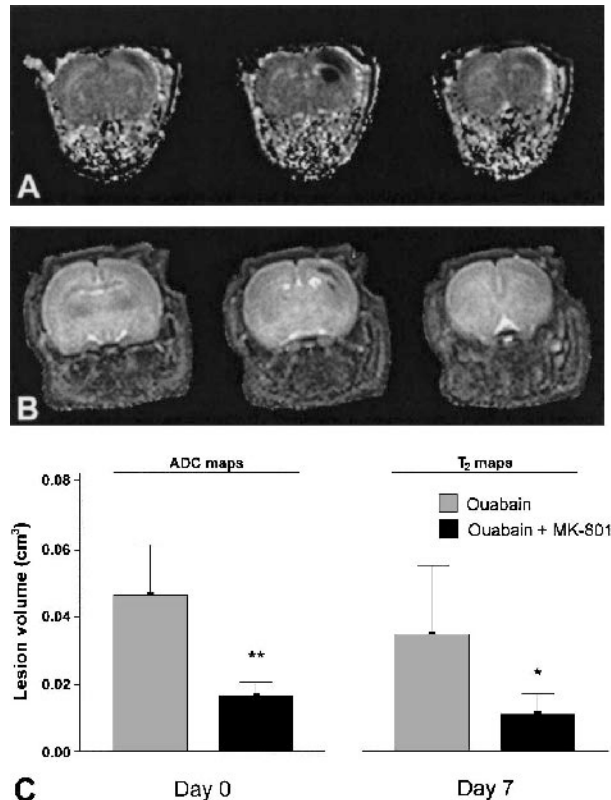 A
B
ADC maps
T₂ maps
Lesion volume (cm³)
0.08
0.06
0.04
0.02
0.00
Ouabain
Ouabain + MK-801
**
*
C
Day 0
Day 7